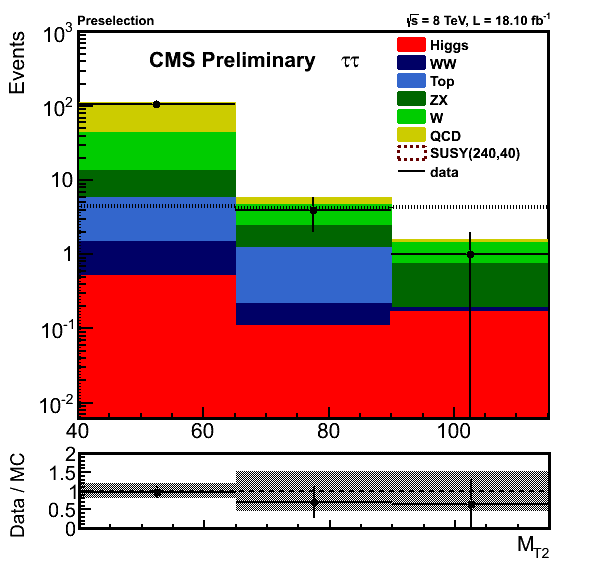 Preselection √s = 8 TeV, L = 18.10 fb⁻¹
CMS Preliminary ττ
Events
10³
10²
10
1
10⁻¹
10⁻²
Higgs
WW
Top
ZX
W
QCD
SUSY(240,40)
data
40 60 80 100
Data / MC
2
1.5
1
0.5
0
M_T2